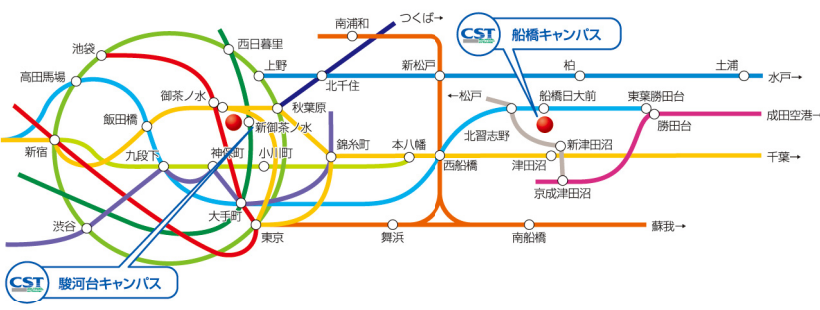 南浦和
つくば→
CST
船橋キャンパス
池袋
西日暮里
上野
北千住
新松戸
柏
土浦
水戸→
高田馬場
御茶ノ水
秋葉原
←松戸
船橋日大前
東葉勝田台
成田空港→
飯田橋
新御茶ノ水
北習志野
勝田台
新宿
九段下
神保町
小川町
錦糸町
本八幡
西船橋
新津田沼
津田沼
千葉→
京成津田沼
渋谷
大手町
東京
舞浜
南船橋
蘇我→
CST
駿河台キャンパス